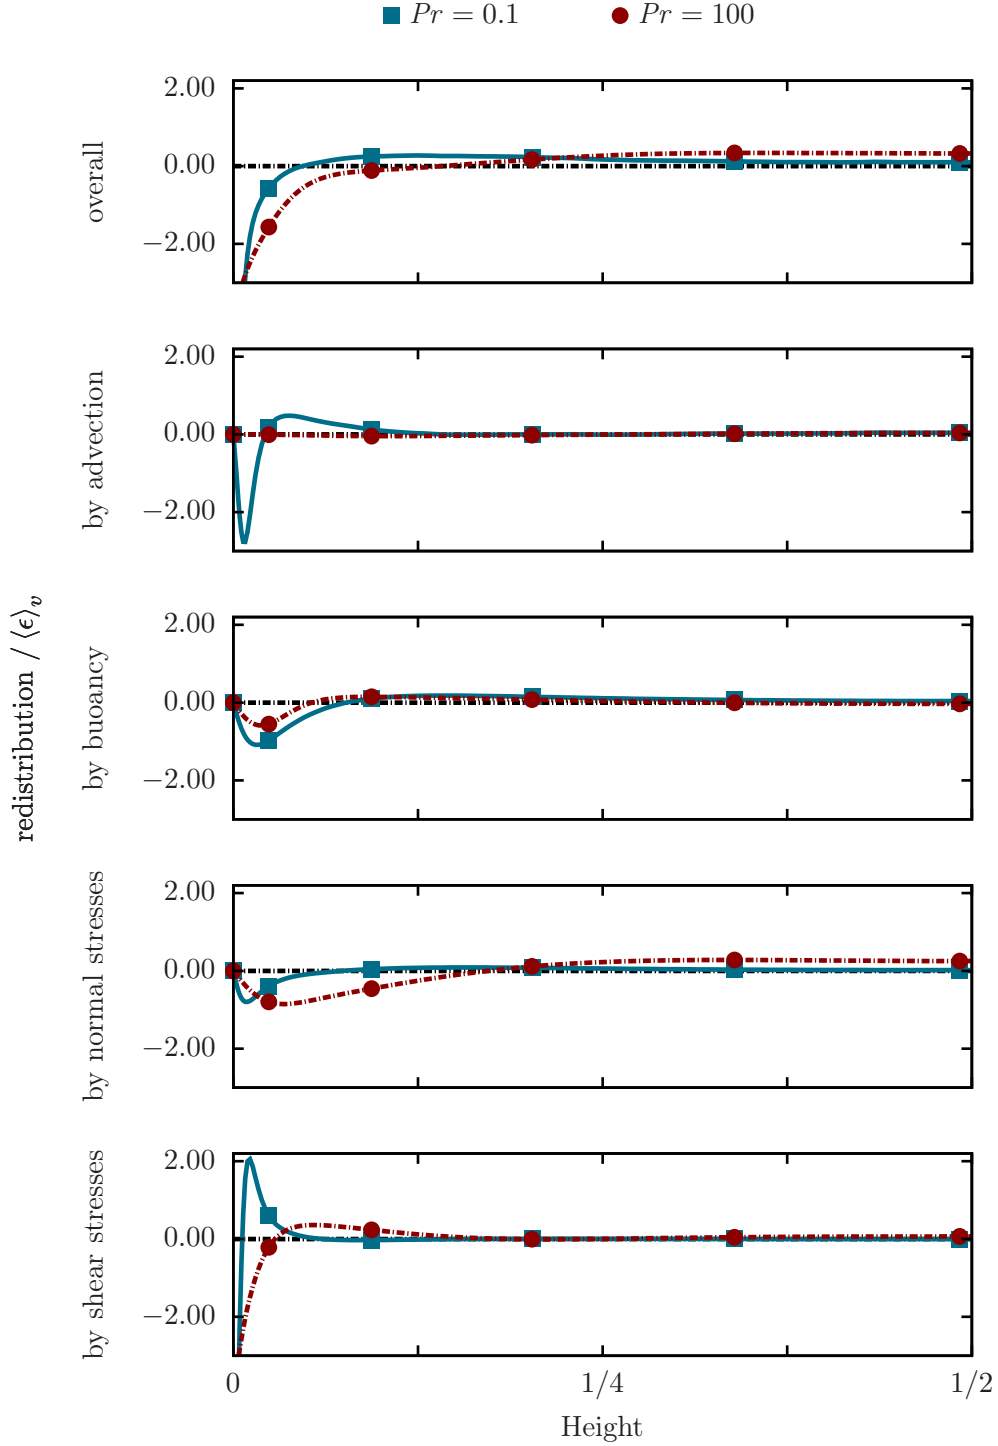 Pr = 0.1 Pr = 100
overall
2.00
0.00
−2.00
by advection
2.00
0.00
−2.00
redistribution / ⟨ϵ⟩v
by buoancy
2.00
0.00
−2.00
by normal stresses
2.00
0.00
−2.00
by shear stresses
2.00
0.00
−2.00
0 1/4 1/2
Height